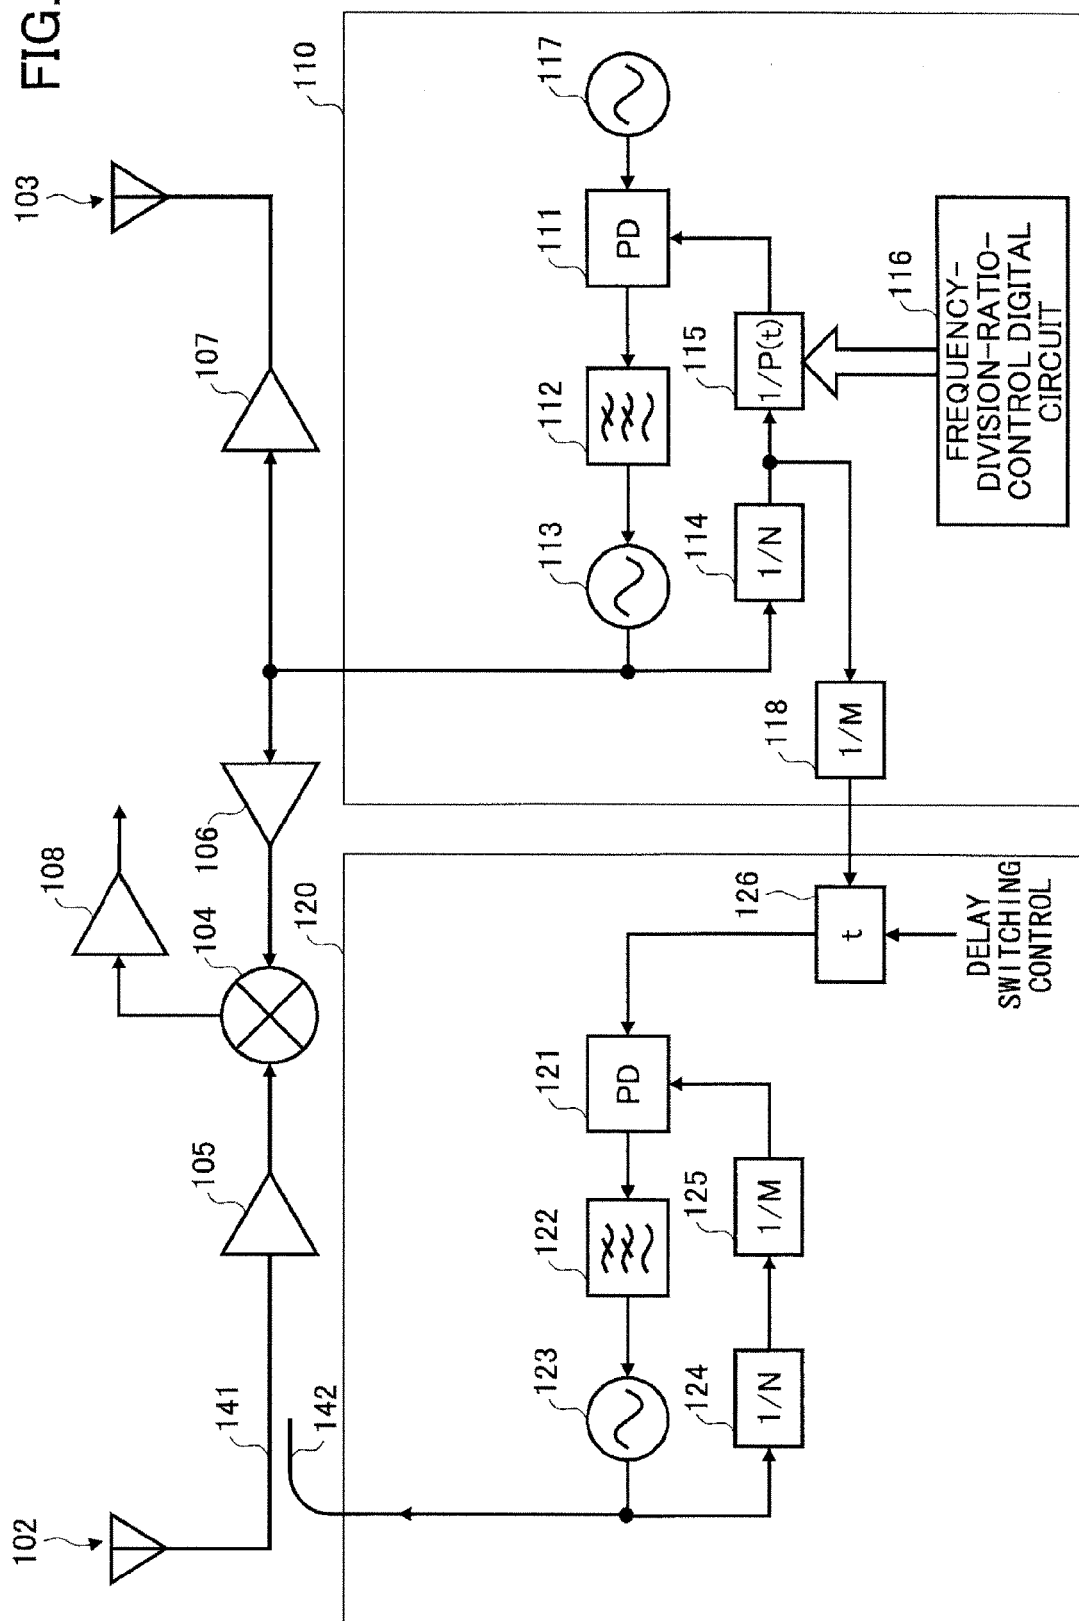 FIG.
102
141
142
105
104
108
106
107
103
120
110
123
122
121
124
125
PD
1/N
1/M
126
t
DELAY
SWITCHING
CONTROL
118
1/M
113
112
111
117
PD
114
1/N
115
1/P(t)
116
FREQUENCY-
DIVISION-RATIO-
CONTROL DIGITAL
CIRCUIT